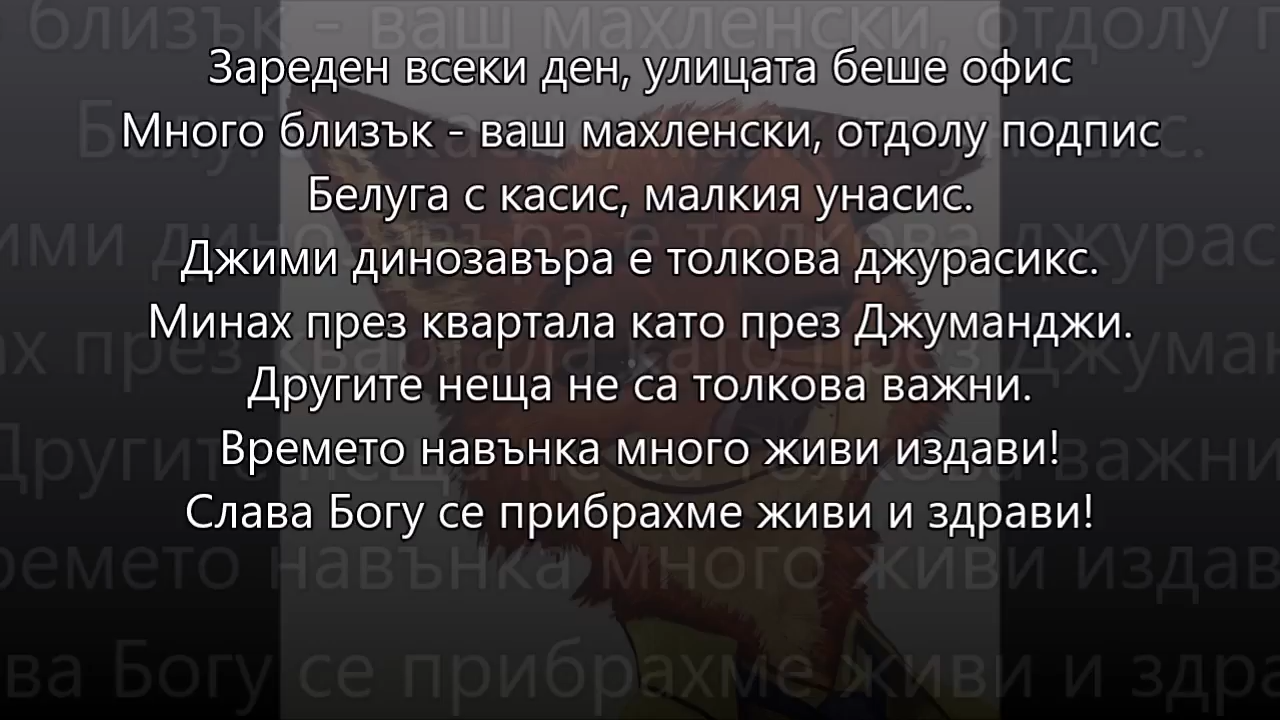 Зареден всеки ден, улицата беше офис
Много близък - ваш махленски, отдолу подпис
Белуга с касис, малкия унасис.
Джими динозавъра е толкова джурасикс.
Минах през квартала като през Джуманджи.
Другите неща не са толкова важни.
Времето навънка много живи издави!
Слава Богу се прибрахме живи и здрави!